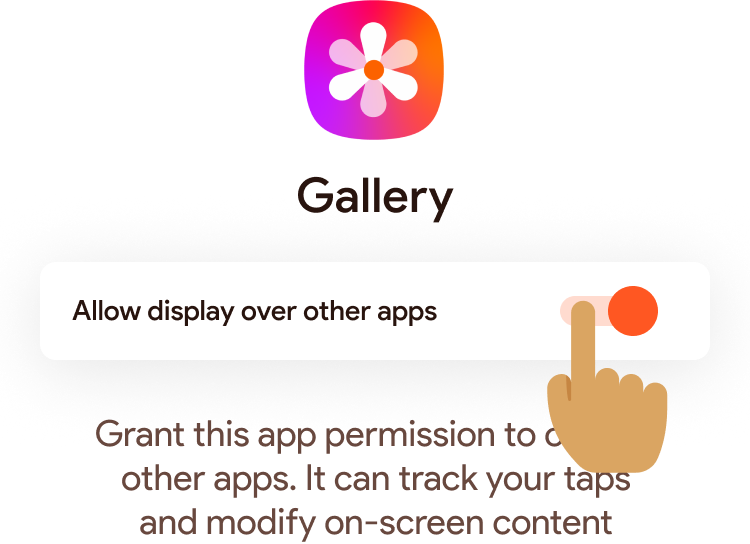 Gallery
Allow display over other apps
Grant this app permission to
other apps. It can track your taps
and modify on-screen content